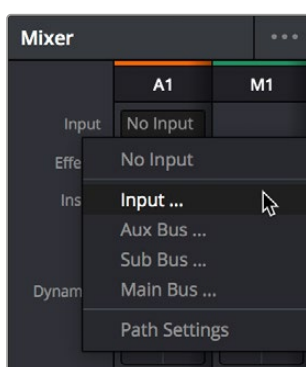 Mixer
A1 M1
Input No Input
Effe No Input
Ins Input ...
Aux Bus ...
Sub Bus ...
Dynam Main Bus ...
Path Settings